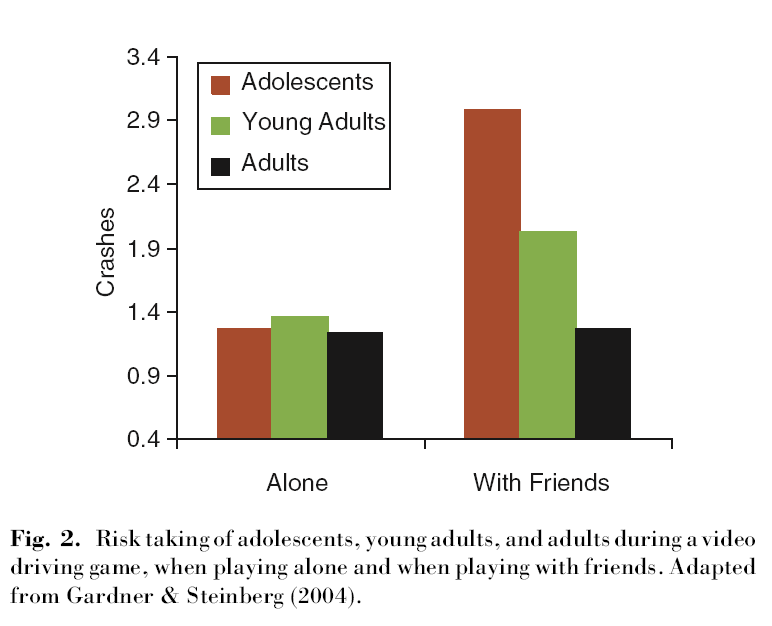 3.4
2.9
2.4
1.9
1.4
0.9
0.4
Crashes
Adolescents
Young Adults
Adults
Alone
With Friends
Fig. 2. Risk taking of adolescents, young adults, and adults during a video
driving game, when playing alone and when playing with friends. Adapted
from Gardner & Steinberg (2004).